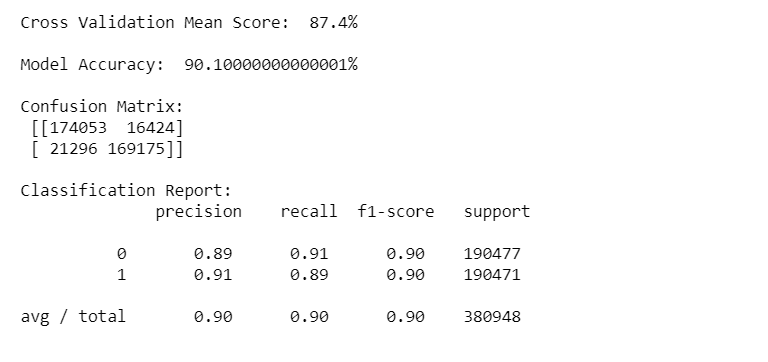 Cross Validation Mean Score:  87.4%
Model Accuracy:  90.10000000000001%
Confusion Matrix:
[[174053  16424]
[ 21296 169175]]
Classification Report:
precision    recall  f1-score   support
0       0.89      0.91      0.90    190477
1       0.91      0.89      0.90    190471
avg / total       0.90      0.90      0.90    380948